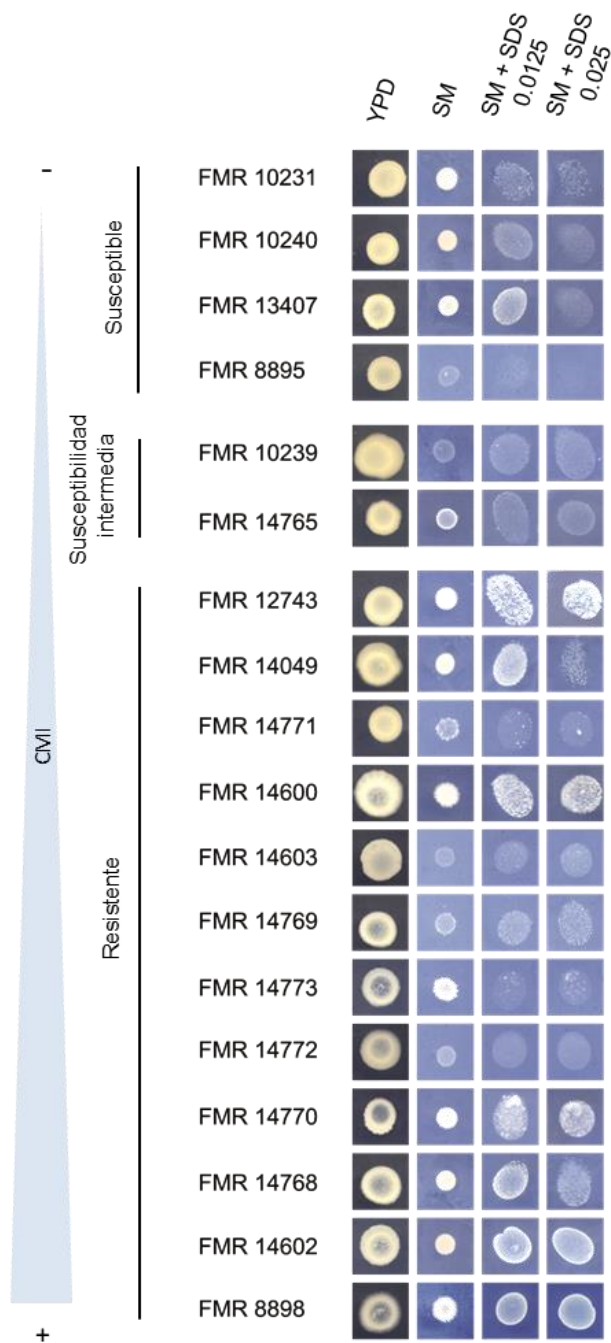 YPD
SM
SM + SDS
0.0125
SM + SDS
0.025
-
Susceptible
FMR 10231
FMR 10240
FMR 13407
FMR 8895
Susceptibilidad
intermedia
FMR 10239
FMR 14765
CMI
Resistente
FMR 12743
FMR 14049
FMR 14771
FMR 14600
FMR 14603
FMR 14769
FMR 14773
FMR 14772
FMR 14770
FMR 14768
FMR 14602
FMR 8898
+